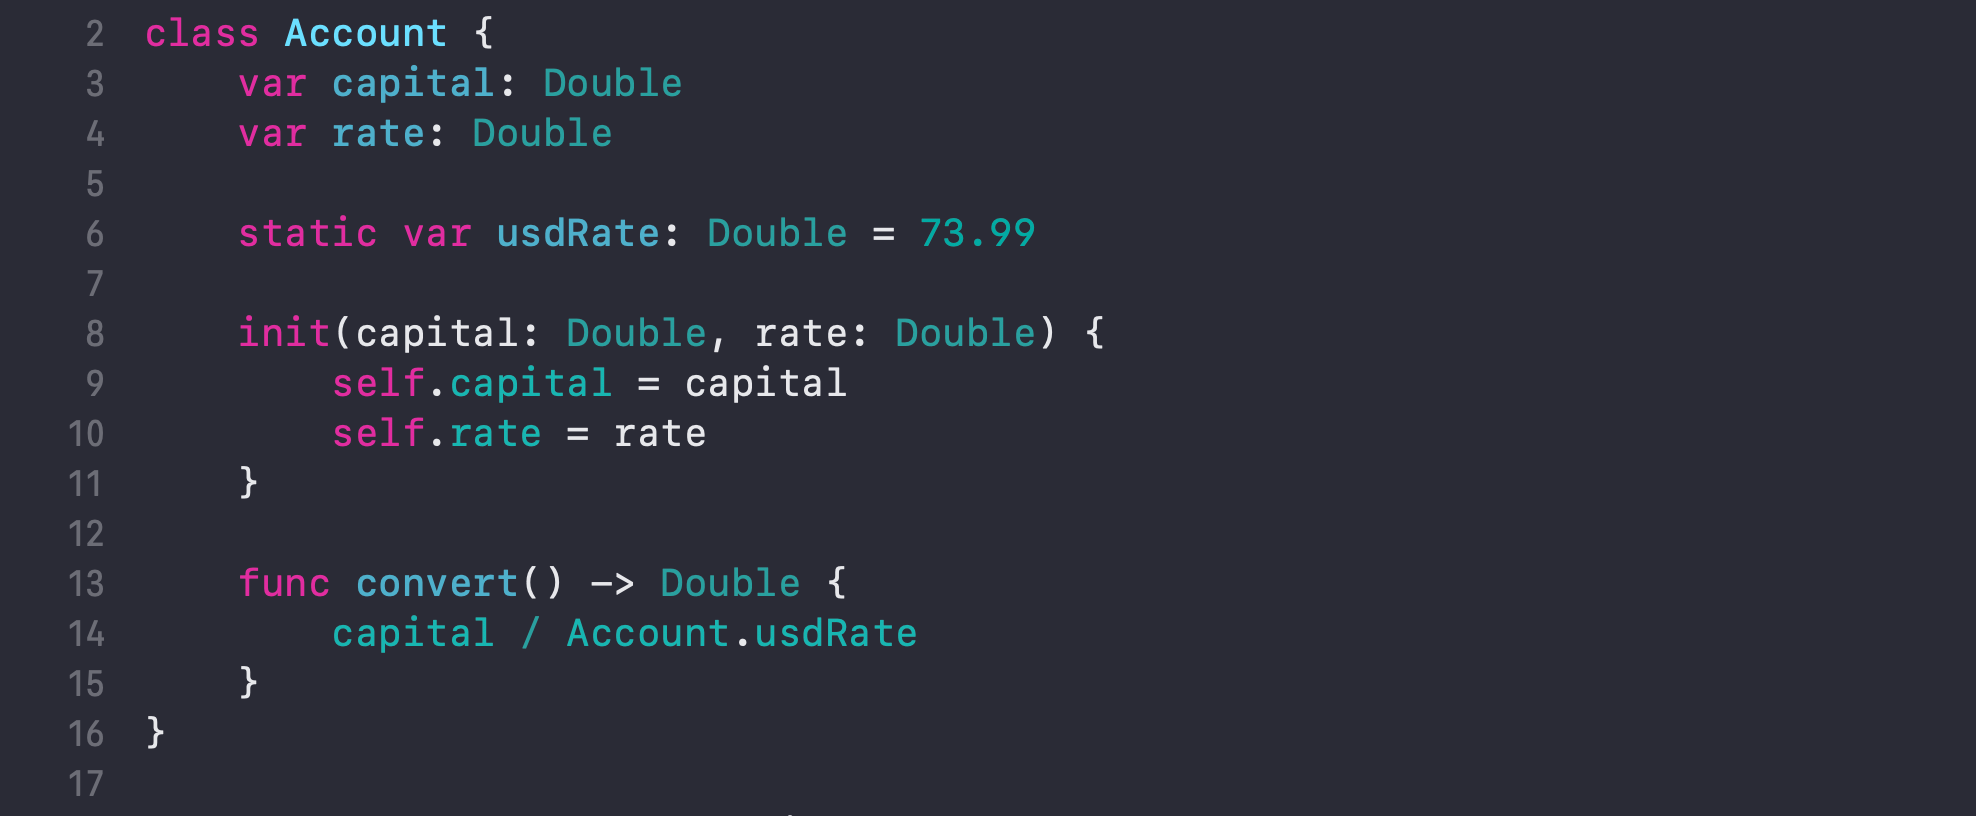 2 class Account {
3     var capital: Double
4     var rate: Double
5
6     static var usdRate: Double = 73.99
7
8     init(capital: Double, rate: Double) {
9         self.capital = capital
10         self.rate = rate
11     }
12
13     func convert() -> Double {
14         capital / Account.usdRate
15     }
16 }
17